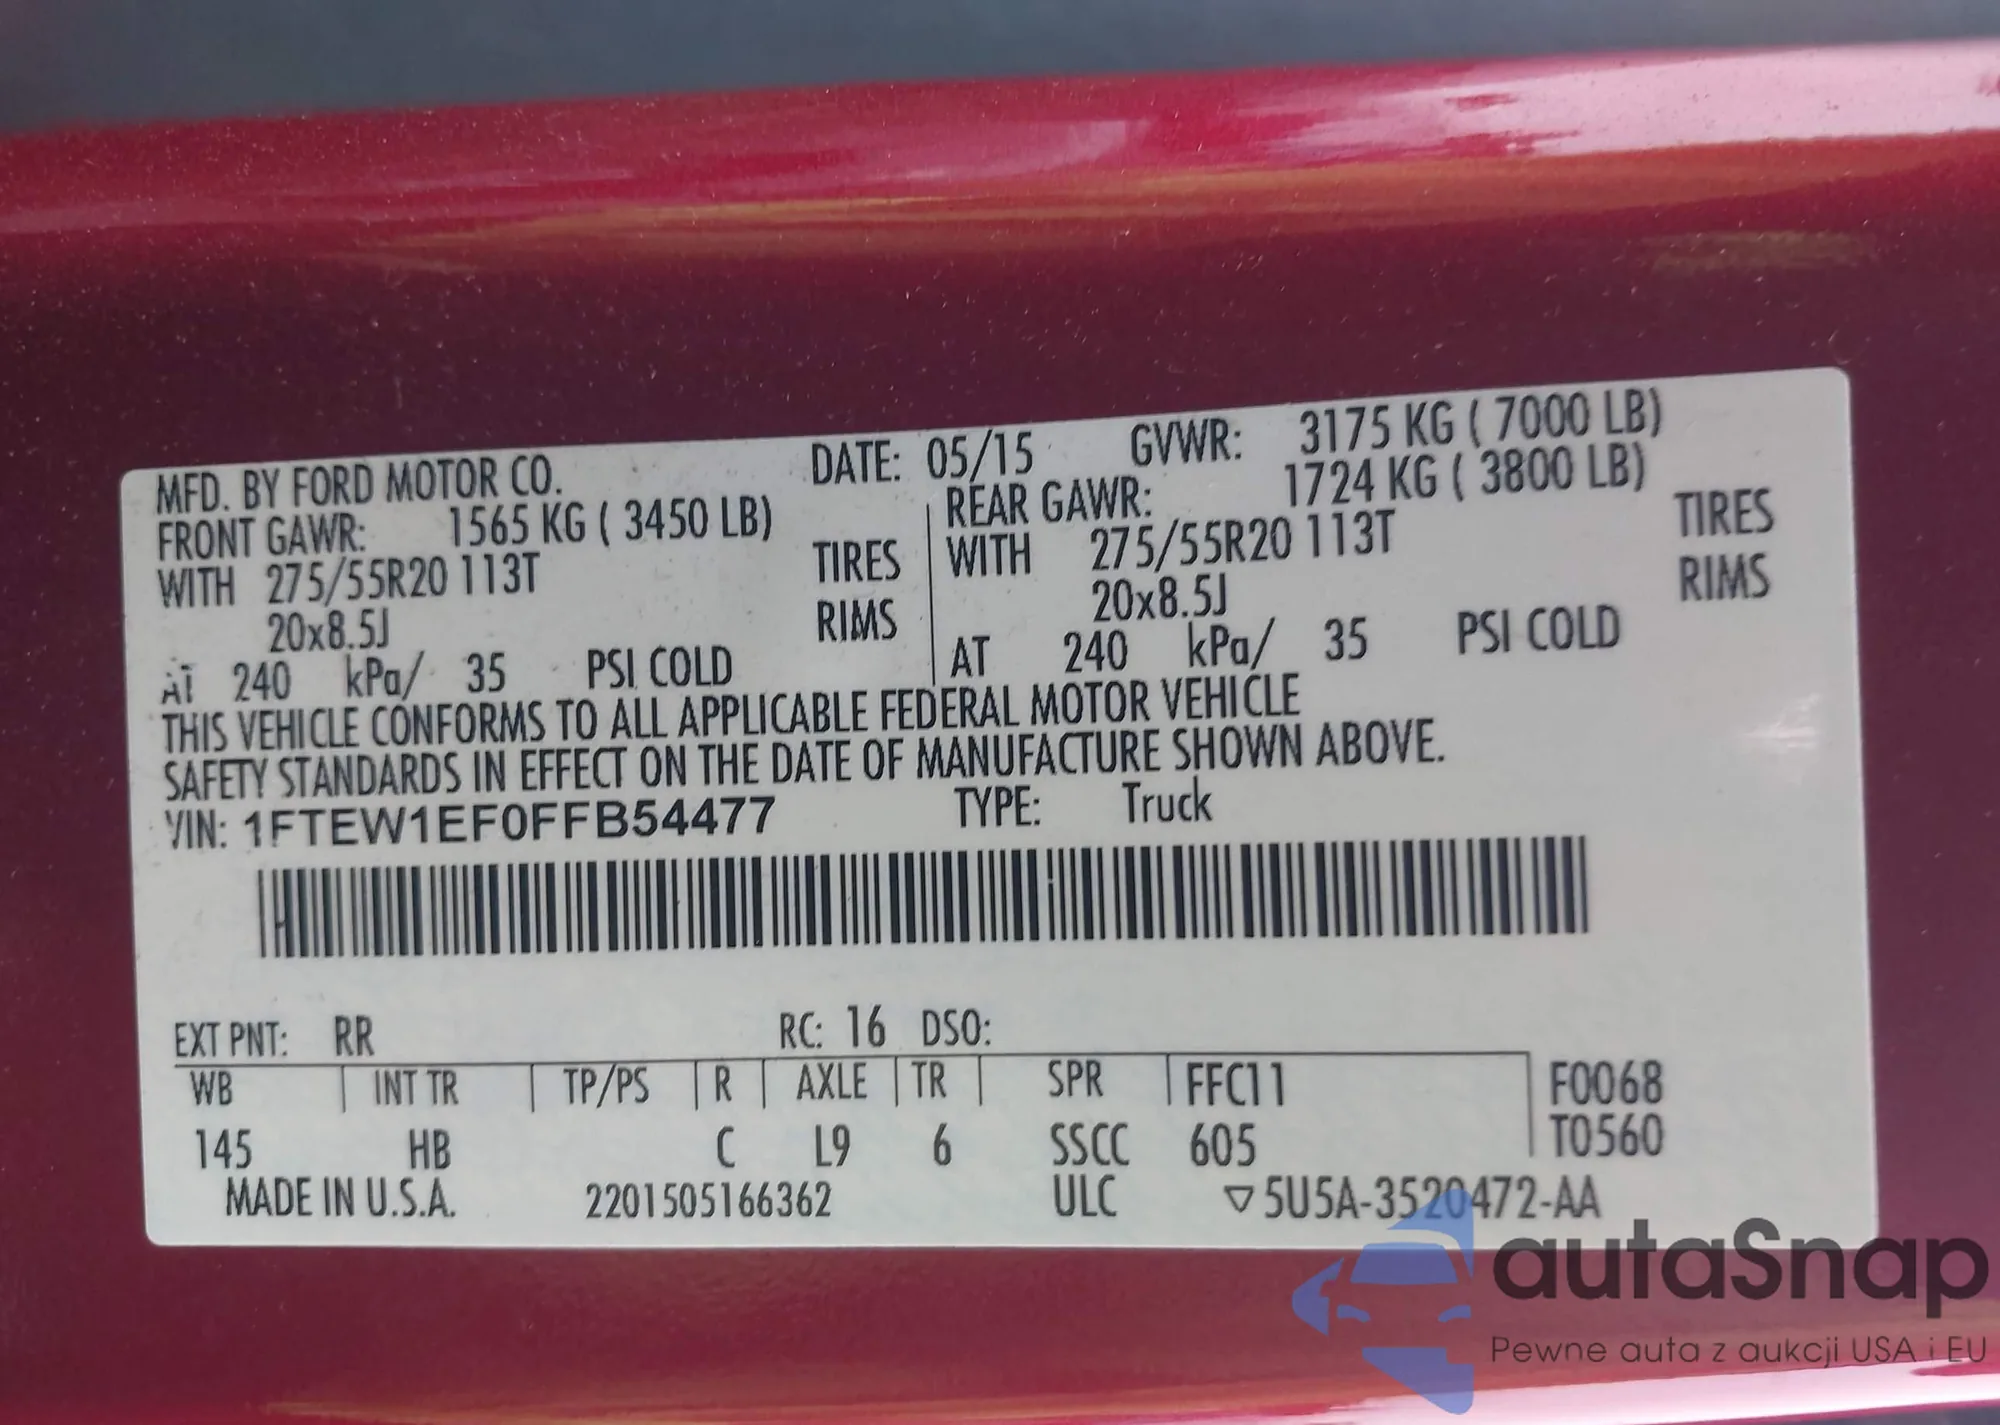 MFD. BY FORD MOTOR CO. DATE: 05/15 GVWR: 3175 KG ( 7000 LB)
FRONT GAWR: 1565 KG ( 3450 LB) REAR GAWR: 1724 KG ( 3800 LB)
WITH 275/55R20 113T TIRES WITH 275/55R20 113T TIRES
20x8.5J RIMS 20x8.5J RIMS
AT 240 kPa/ 35 PSI COLD AT 240 kPa/ 35 PSI COLD
THIS VEHICLE CONFORMS TO ALL APPLICABLE FEDERAL MOTOR VEHICLE
SAFETY STANDARDS IN EFFECT ON THE DATE OF MANUFACTURE SHOWN ABOVE.
VIN: 1FTEW1EF0FFB54477 TYPE: Truck
EXT PNT: RR RC: 16 DSO:
WB INT TR TP/PS R AXLE TR SPR FFC11 F0068
145 HB C L9 6 SSCC 605 T0560
MADE IN U.S.A. 2201505166362 ULC ▽5U5A-3520472-AA
autaSnap
Pewne auta z aukcji USA i EU